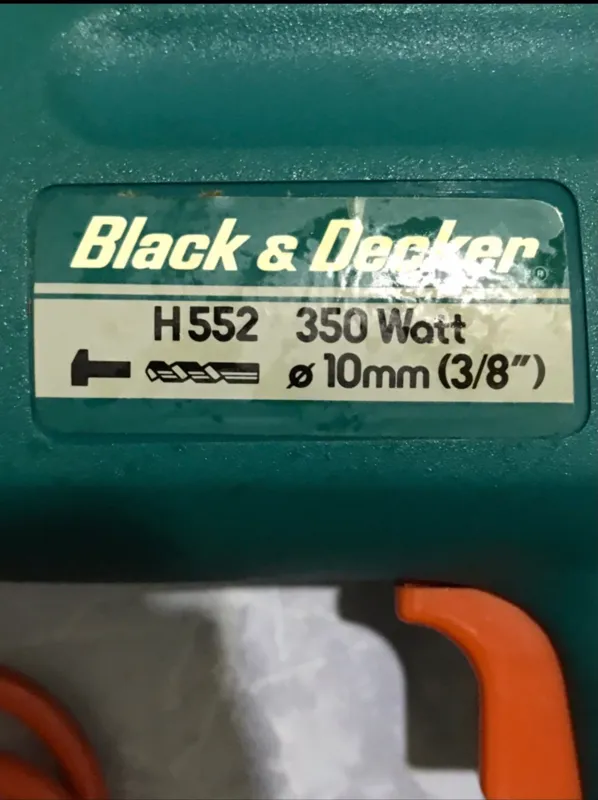 Black & Decker ®
H552 350 Watt
ø 10mm (3/8″)